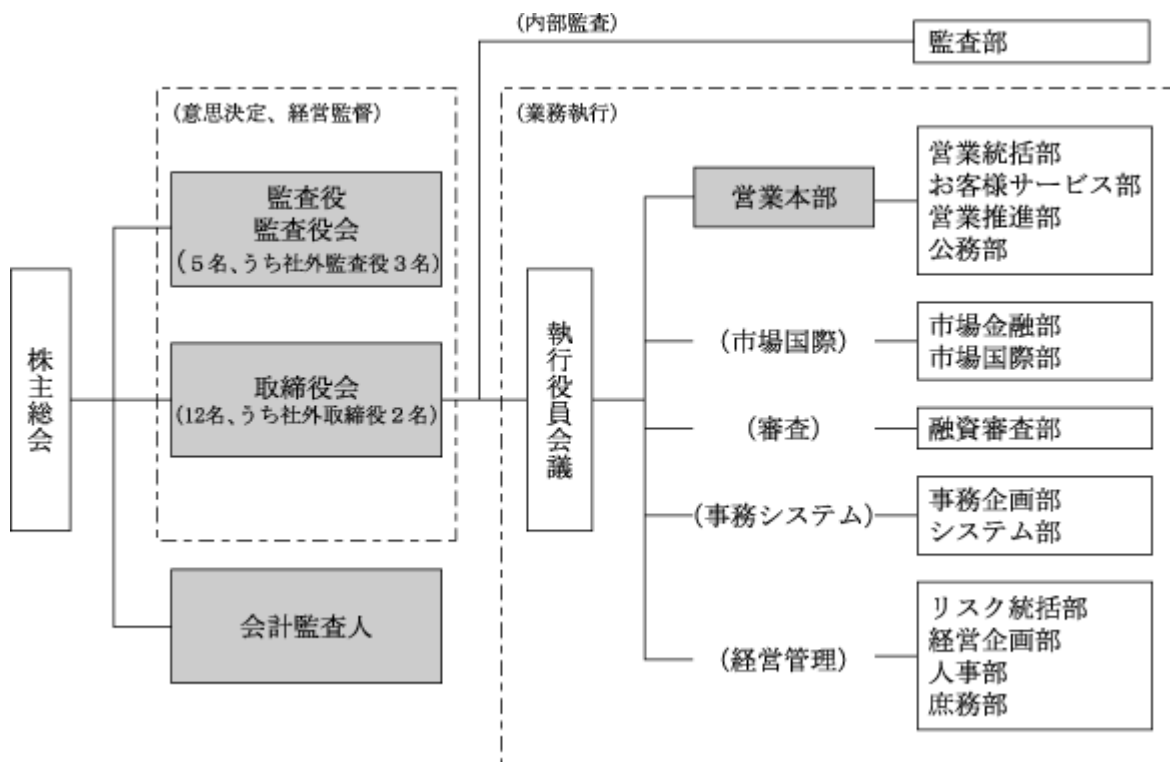 (内部監査)
監査部
(意思決定、経営監督)
(業務執行)
監査役
監査役会
(5名、うち社外監査役3名)
営業本部
営業統括部
お客様サービス部
営業推進部
公務部
株主総会
取締役会
(12名、うち社外取締役2名)
執行役員会議
(市場国際)
市場金融部
市場国際部
(審査)
融資審査部
(事務システム)
事務企画部
システム部
会計監査人
(経営管理)
リスク統括部
経営企画部
人事部
庶務部